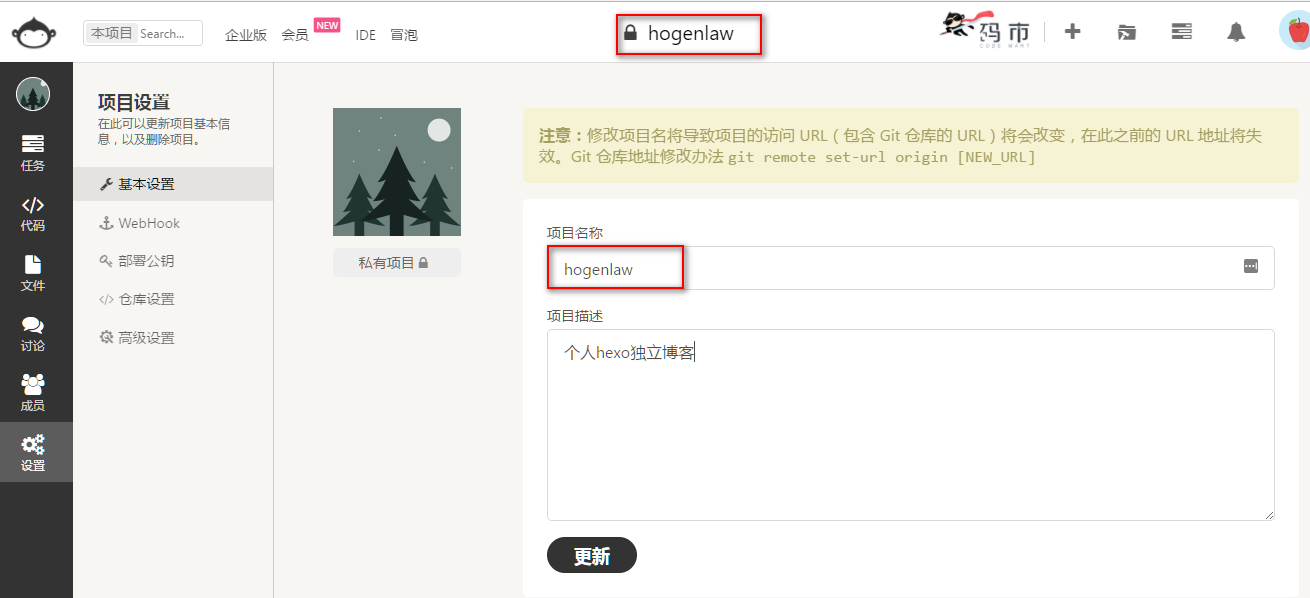 本项目 Search... 企业版 会员 NEW IDE 冒泡 hogenlaw 码市
CODE MART
任务
代码
文件
讨论
成员
设置
项目设置
在此可以更新项目基本信
息，以及删除项目。
基本设置
WebHook
部署公钥
仓库设置
高级设置
私有项目
注意：修改项目名将导致项目的访问 URL（包含 Git 仓库的 URL）将会改变，在此之前的 URL 地址将失
效。Git 仓库地址修改办法 git remote set-url origin [NEW_URL]
项目名称
hogenlaw
项目描述
个人hexo独立博客
更新